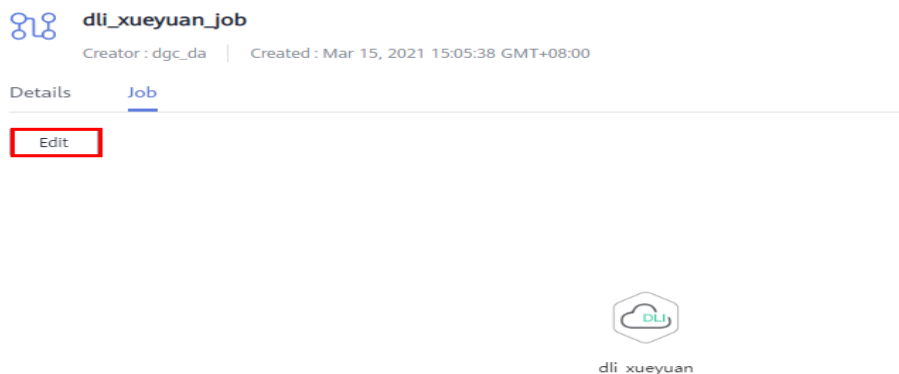 dli_xueyuan_job
Creator : dgc_da Created : Mar 15, 2021 15:05:38 GMT+08:00
Details Job
Edit
DLI
dli_xueyuan